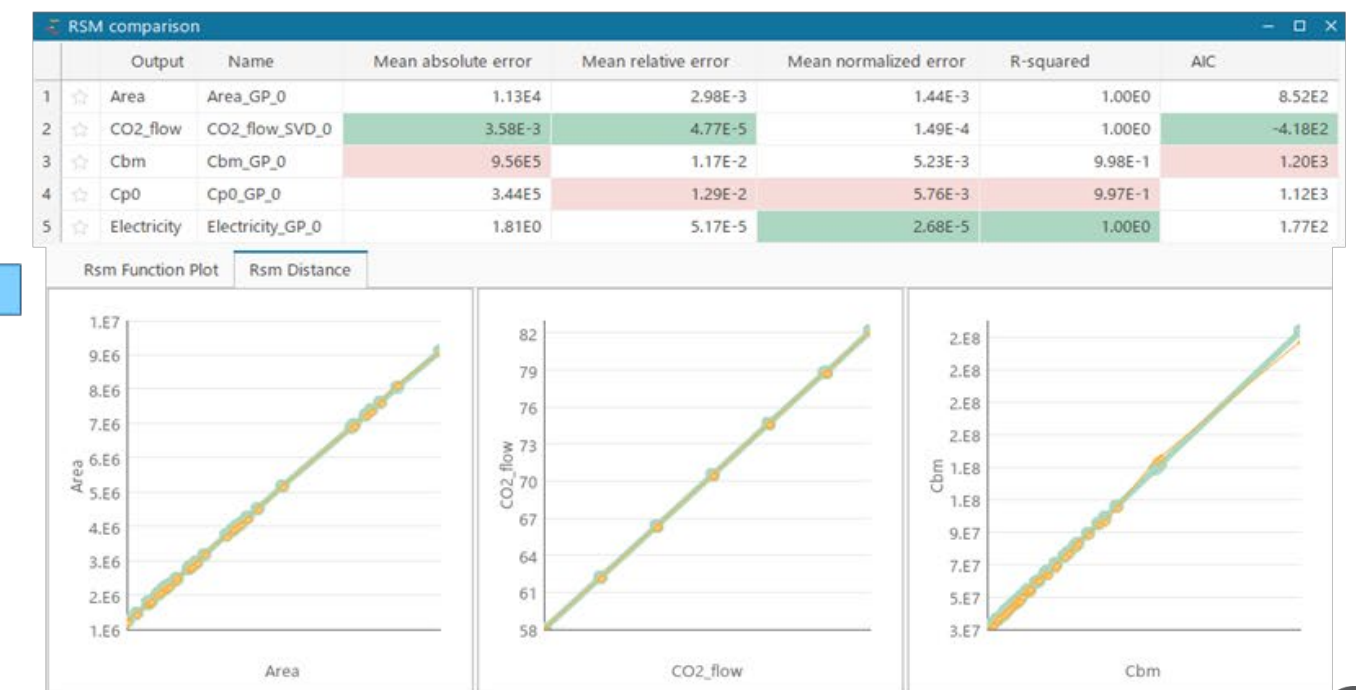 RSM comparison
Output Name Mean absolute error Mean relative error Mean normalized error R-squared AIC
1 Area Area_GP_0 1.13E4 2.98E-3 1.44E-3 1.00E0 8.52E2
2 CO2_flow CO2_flow_SVD_0 3.58E-3 4.77E-5 1.49E-4 1.00E0 -4.18E2
3 Cbm Cbm_GP_0 9.56E5 1.17E-2 5.23E-3 9.98E-1 1.20E3
4 Cp0 Cp0_GP_0 3.44E5 1.29E-2 5.76E-3 9.97E-1 1.12E3
5 Electricity Electricity_GP_0 1.81E0 5.17E-5 2.68E-5 1.00E0 1.77E2
Rsm Function Plot Rsm Distance
1.E7
9.E6
8.E6
7.E6
6.E6
5.E6
4.E6
3.E6
2.E6
1.E6
Area
Area
82
79
76
73
70
67
64
61
58
CO2_flow
CO2_flow
2.E8
2.E8
2.E8
2.E8
1.E8
1.E8
9.E7
7.E7
5.E7
3.E7
Cbm
Cbm